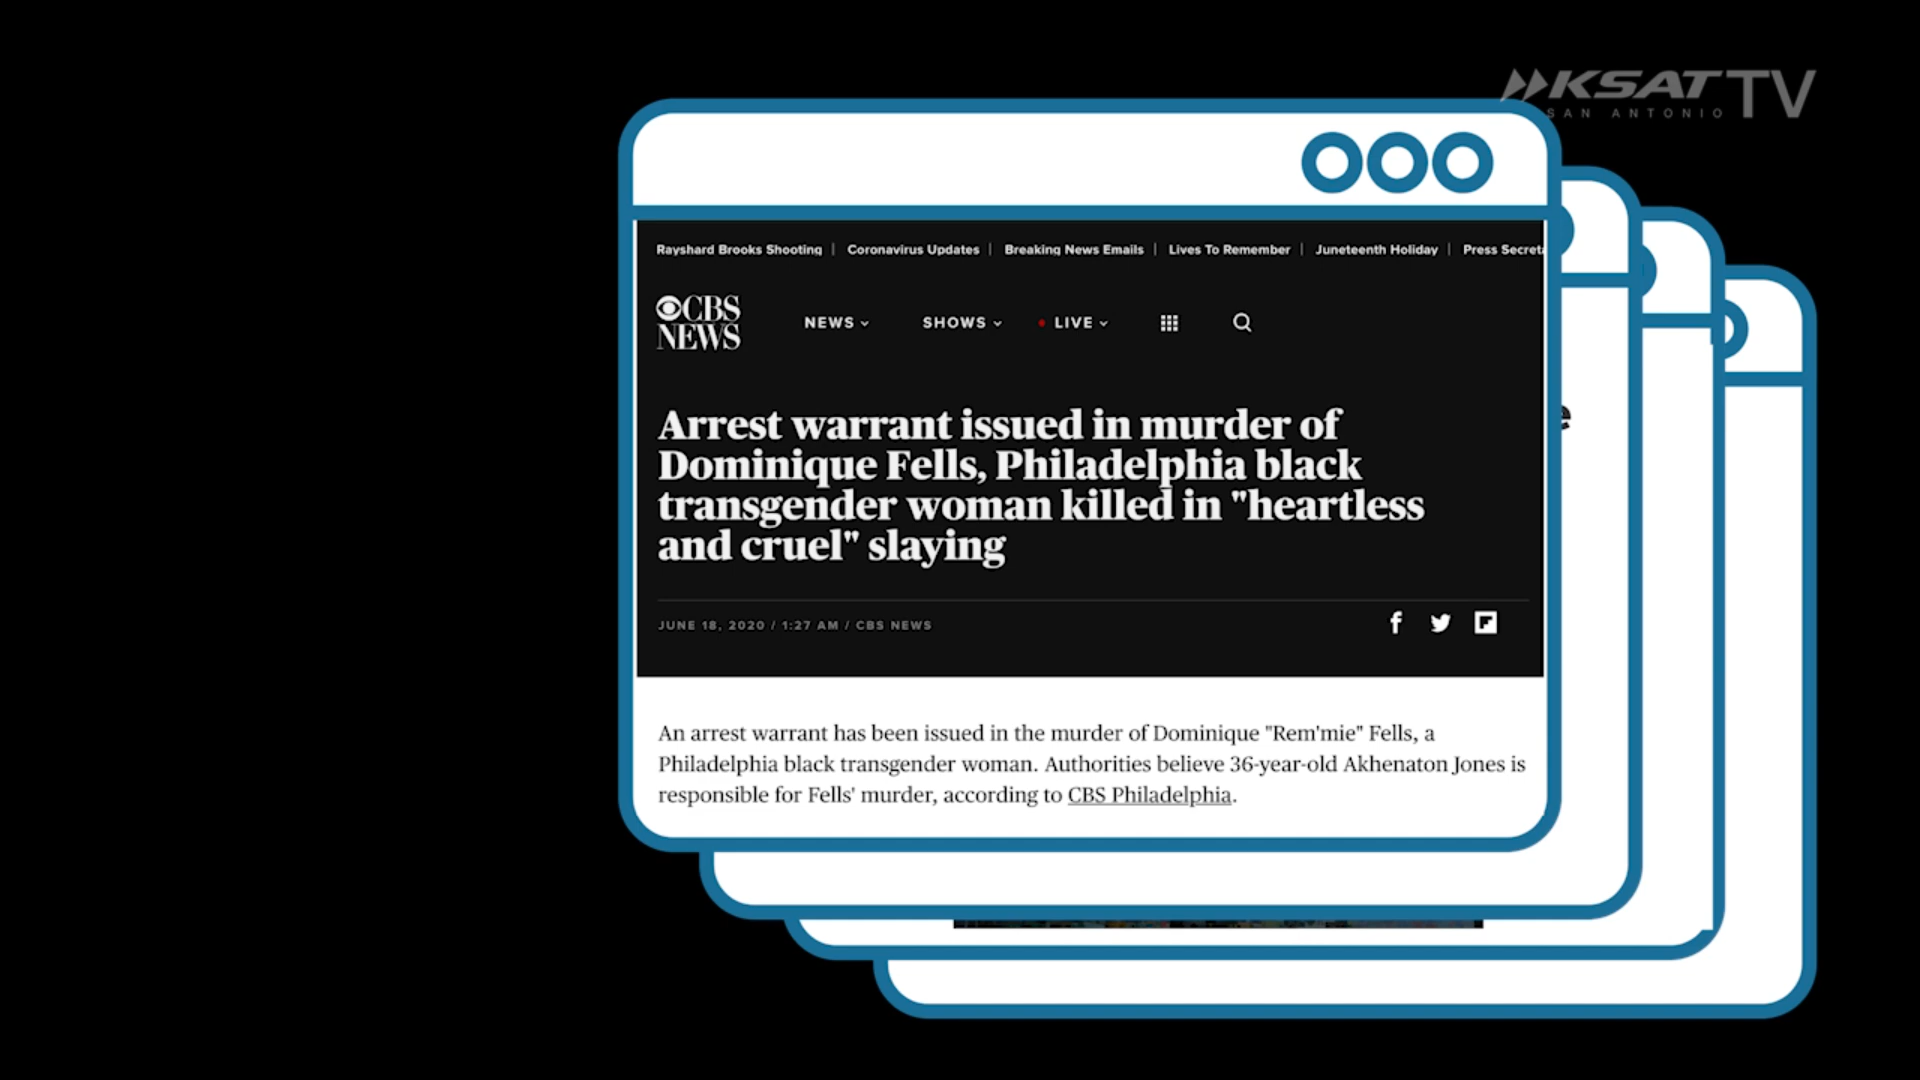 KSAT TV
SAN ANTONIO
Rayshard Brooks Shooting | Coronavirus Updates | Breaking News Emails | Lives To Remember | Juneteenth Holiday | Press
CBS NEWS
NEWS SHOWS LIVE
Arrest warrant issued in murder of
Dominique Fells, Philadelphia black
transgender woman killed in "heartless
and cruel" slaying
JUNE 18, 2020 / 1:27 AM / CBS NEWS
An arrest warrant has been issued in the murder of Dominique "Rem'mie" Fells, a
Philadelphia black transgender woman. Authorities believe 36-year-old Akhenaton Jones is
responsible for Fells' murder, according to CBS Philadelphia.